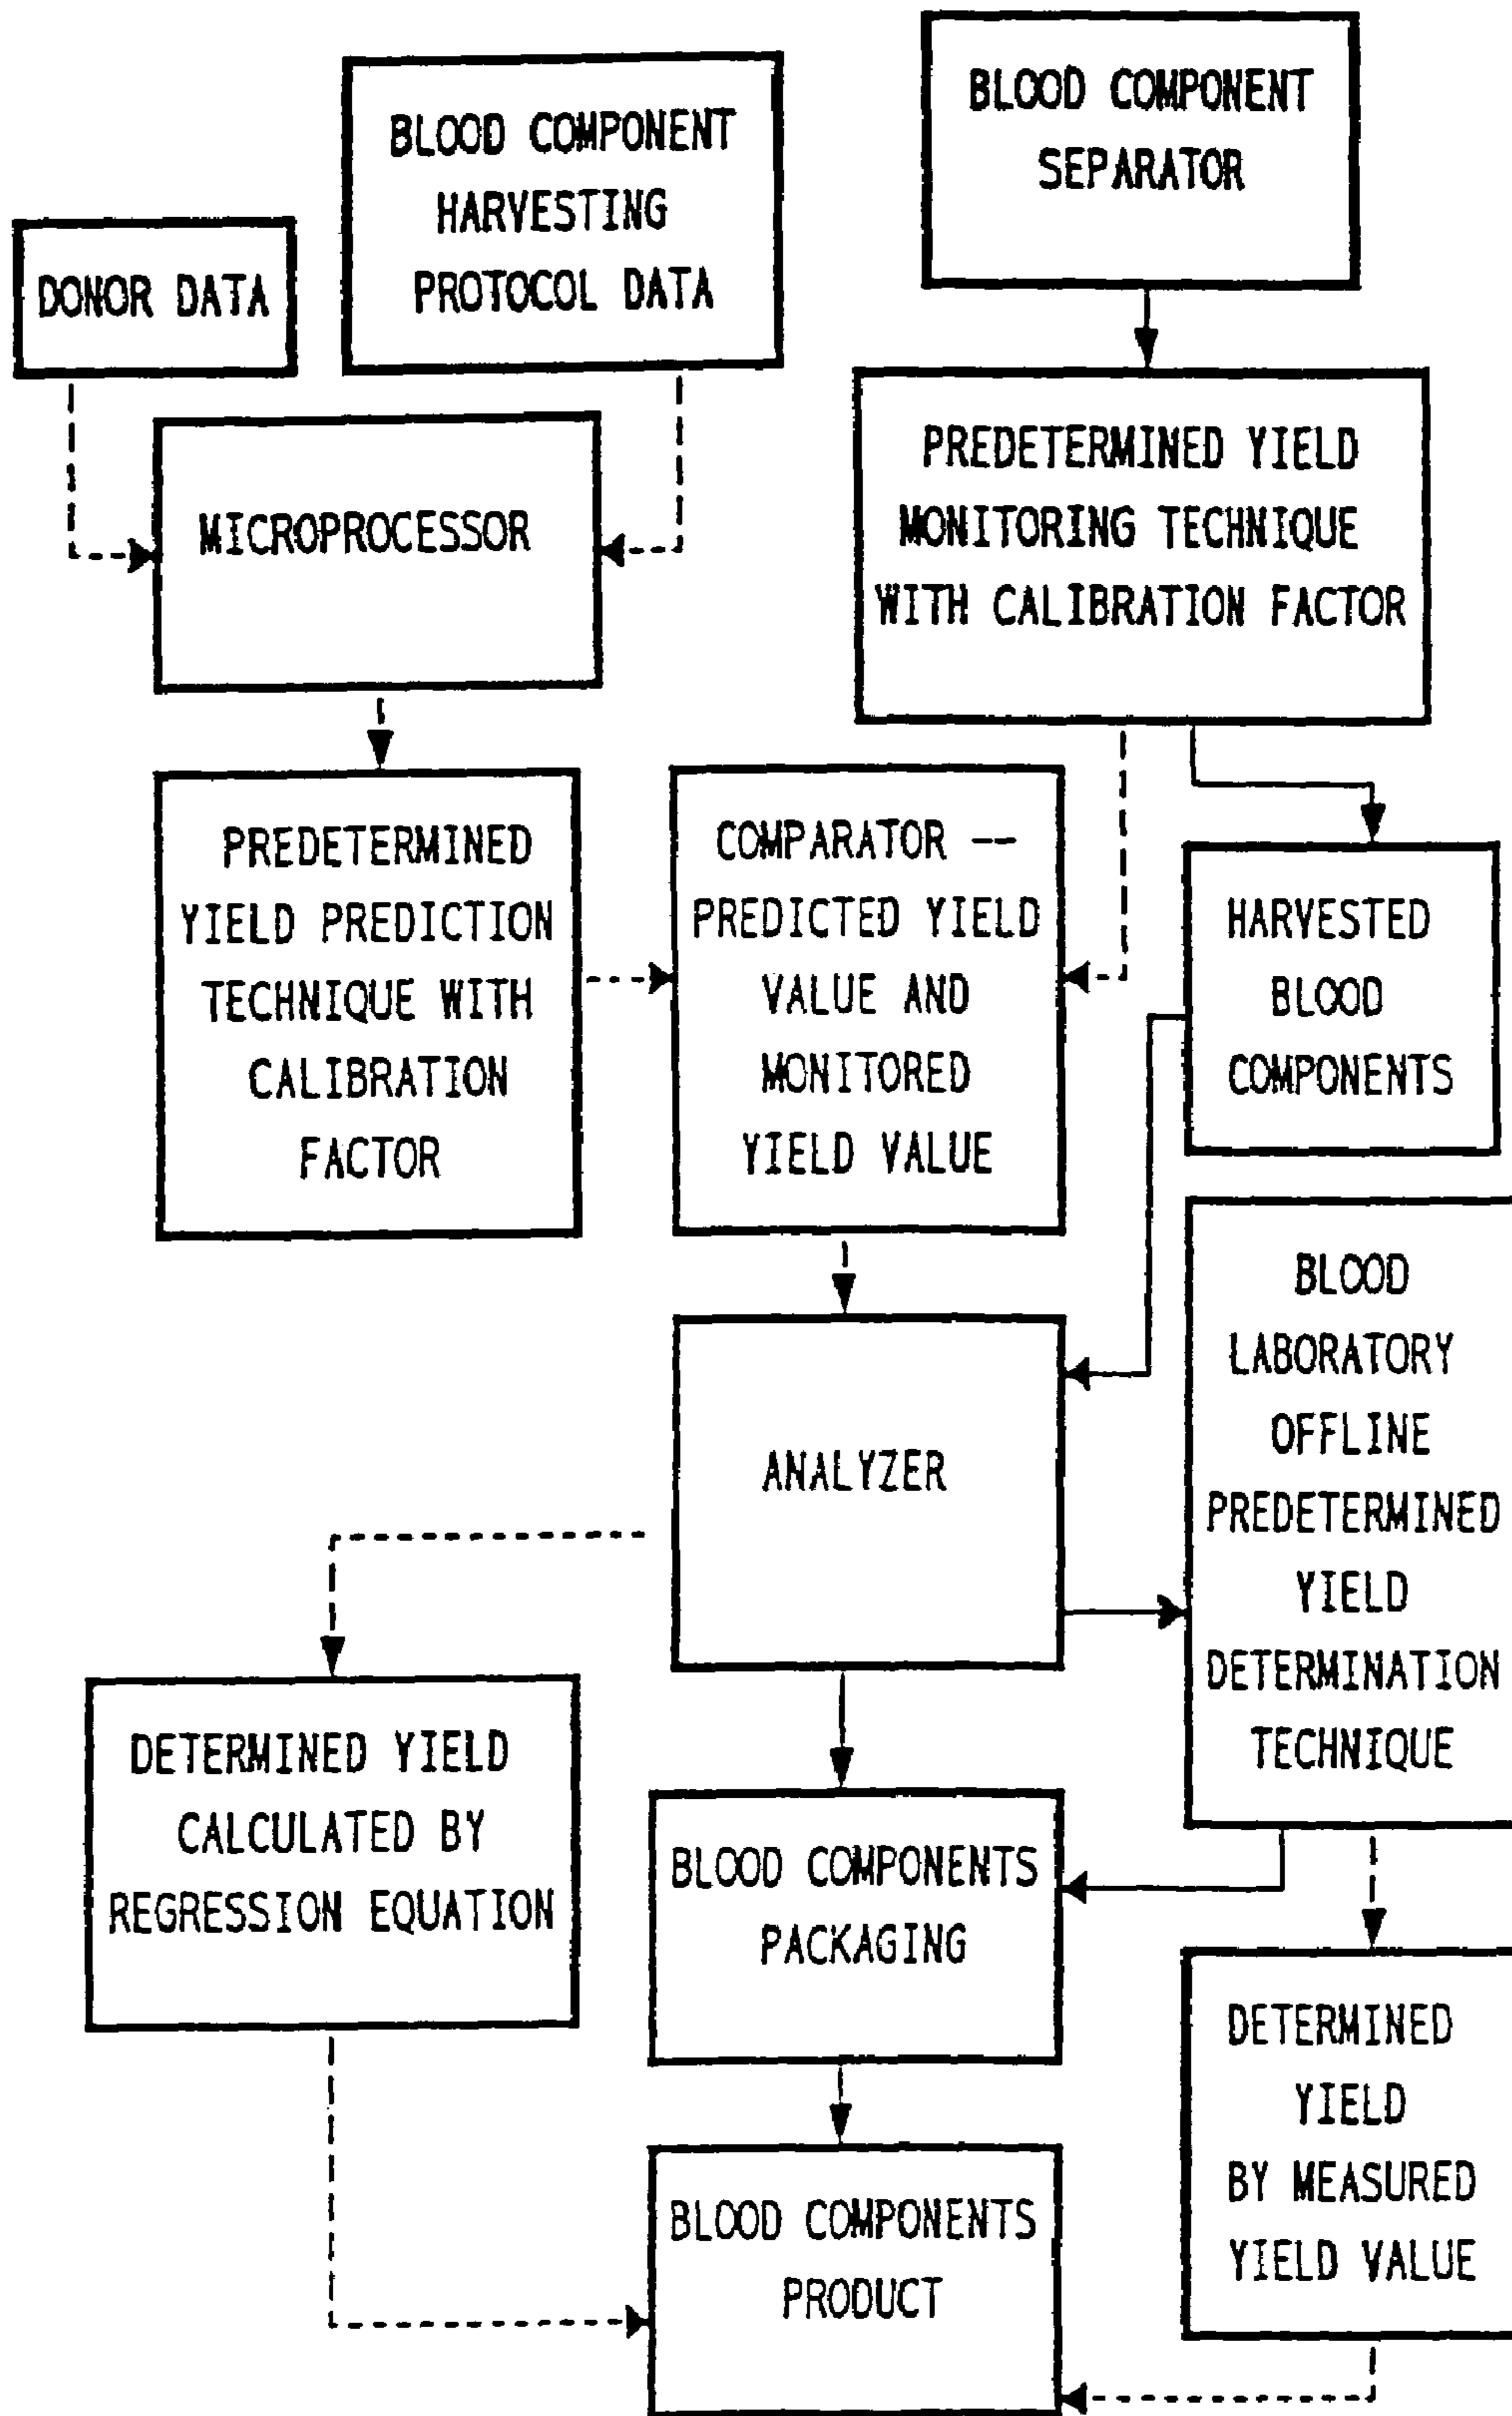 BLOOD COMPONENT
SEPARATOR
BLOOD COMPONENT
HARVESTING
PROTOCOL DATA
DONOR DATA
MICROPROCESSOR
PREDETERMINED YIELD
MONITORING TECHNIQUE
WITH CALIBRATION FACTOR
PREDETERMINED
YIELD PREDICTION
TECHNIQUE WITH
CALIBRATION
FACTOR
COMPARATOR --
PREDICTED YIELD
VALUE AND
MONITORED
YIELD VALUE
HARVESTED
BLOOD
COMPONENTS
BLOOD
LABORATORY
OFFLINE
PREDETERMINED
YIELD
DETERMINATION
TECHNIQUE
ANALYZER
DETERMINED YIELD
CALCULATED BY
REGRESSION EQUATION
BLOOD COMPONENTS
PACKAGING
DETERMINED
YIELD
BY MEASURED
YIELD VALUE
BLOOD COMPONENTS
PRODUCT